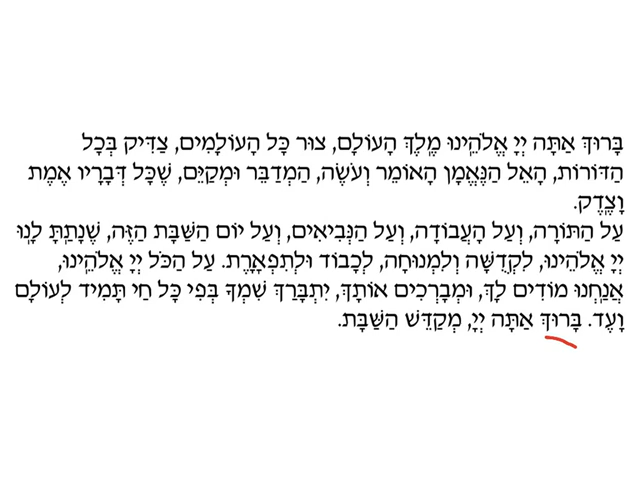 בָּרוּךְ אַתָּה יְיָ אֱלֹהֵֽינוּ מֶֽלֶךְ הָעוֹלָם, צוּר כָּל הָעוֹלָמִים, צַדִּיק בְּכָל
הַדּוֹרוֹת, הָאֵל הַנֶּאֱמָן הָאוֹמֵר וְעֹשֶׂה, הַמְדַבֵּר וּמְקַיֵּם, שֶׁכָּל דְּבָרָיו אֱמֶת
וָצֶֽדֶק.
עַל הַתּוֹרָה, וְעַל הָעֲבוֹדָה, וְעַל הַנְּבִיאִים, וְעַל יוֹם הַשַּׁבָּת הַזֶּה, שֶׁנָתַֽתָּ לָֽנוּ
יְיָ אֱלֹהֵינוּ, לִקְדֻשָּׁה וְלִמְנוּחָה, לְכָבוֹד וּלְתִפְאָֽרֶת. עַל הַכֹּל יְיָ אֱלֹהֵֽינוּ,
אֲנַֽחְנוּ מוֹדִים לָךְ, וּמְבָרְכִים אוֹתָךְ, יִתְבָּרַךְ שִׁמְךָ בְּפִי כָּל חַי תָּמִיד לְעוֹלָם
וָעֶד. בָּרוּךְ אַתָּה יְיָ, מְקַדֵּשׁ הַשַּׁבָּת.